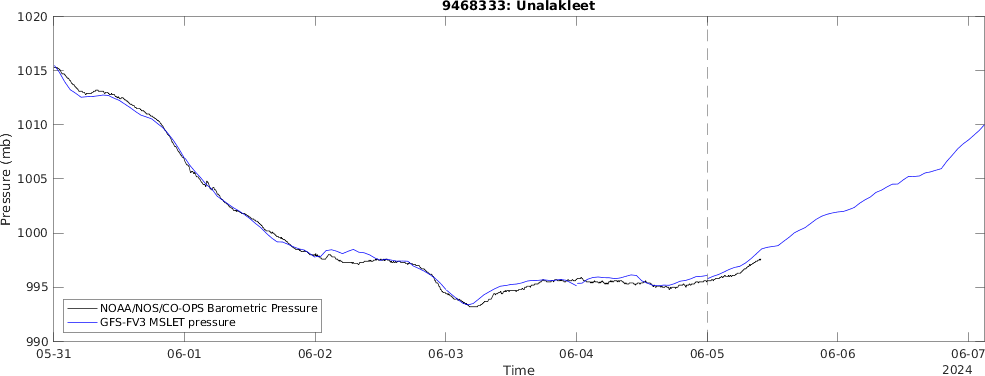 9468333: Unalakleet
1020
1015
1010
1005
1000
995
990
Pressure (mb)
NOAA/NOS/CO-OPS Barometric Pressure
GFS-FV3 MSLET pressure
05-31 06-01 06-02 06-03 06-04 06-05 06-06 06-07
Time
2024